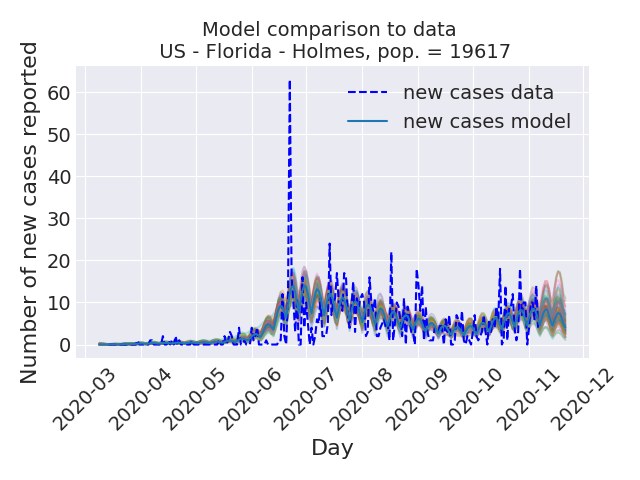 Model comparison to data
US - Florida - Holmes, pop. = 19617
Number of new cases reported
60
50
40
30
20
10
0
new cases data
new cases model
2020-03
2020-04
2020-05
2020-06
2020-07
2020-08
2020-09
2020-10
2020-11
2020-12
Day